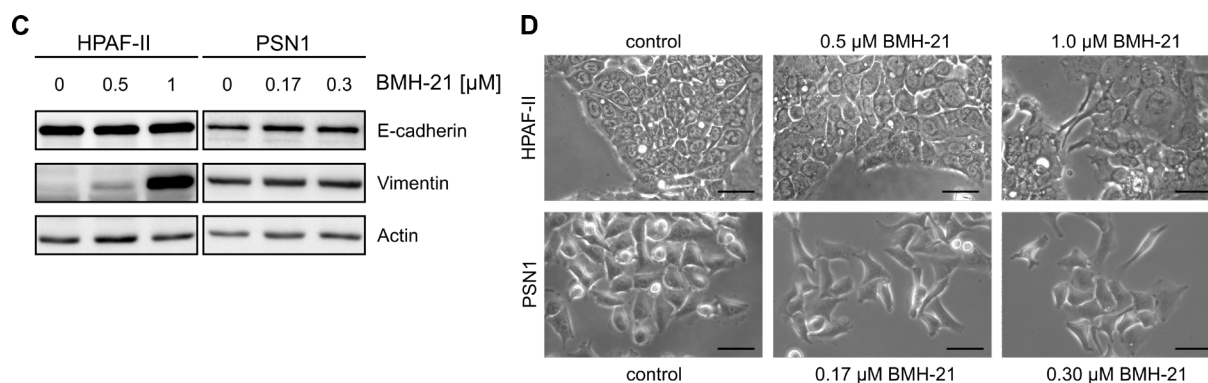 C
HPAF-II PSN1
0 0.5 1 0 0.17 0.3 BMH-21 [µM]
E-cadherin
Vimentin
Actin
D
control 0.5 µM BMH-21 1.0 µM BMH-21
HPAF-II
PSN1
control 0.17 µM BMH-21 0.30 µM BMH-21